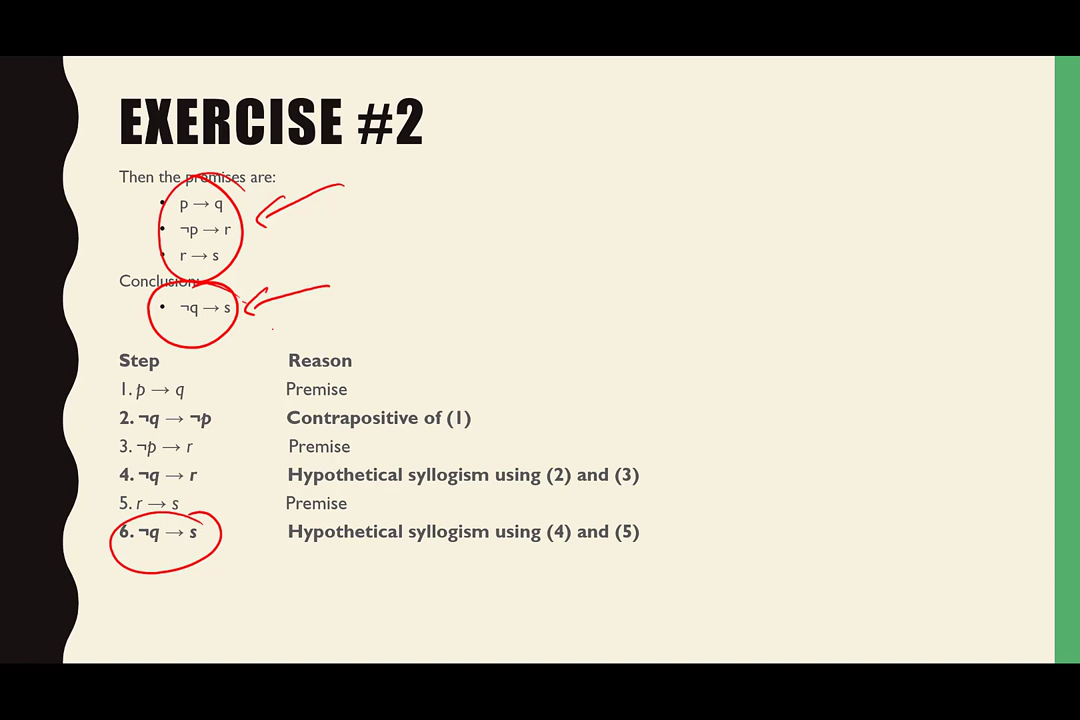 EXERCISE #2
Then the premises are:
• p → q
• ¬p → r
• r → s
Conclusion:
• ¬q → s
Step Reason
1. p → q Premise
2. ¬q → ¬p Contrapositive of (1)
3. ¬p → r Premise
4. ¬q → r Hypothetical syllogism using (2) and (3)
5. r → s Premise
6. ¬q → s Hypothetical syllogism using (4) and (5)